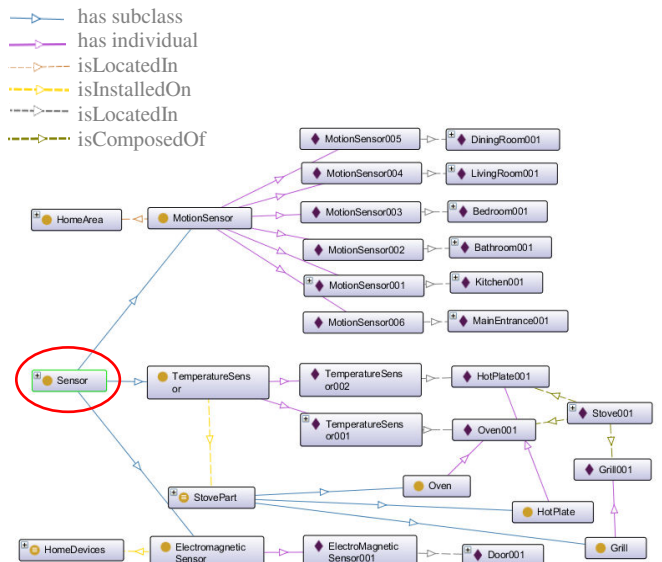 has subclass
has individual
isLocatedIn
isInstalledOn
isLocatedIn
isComposedOf
MotionSensor005
DiningRoom001
MotionSensor004
LivingRoom001
HomeArea
MotionSensor
MotionSensor003
Bedroom001
MotionSensor002
Bathroom001
MotionSensor001
Kitchen001
MotionSensor006
MainEntrance001
Sensor
TemperatureSens
or
TemperatureSens
or002
HotPlate001
TemperatureSens
or001
Oven001
Stove001
Grill001
StovePart
Oven
HotPlate
HomeDevices
Electromagnetic
Sensor
ElectroMagnetic
Sensor001
Door001
Grill